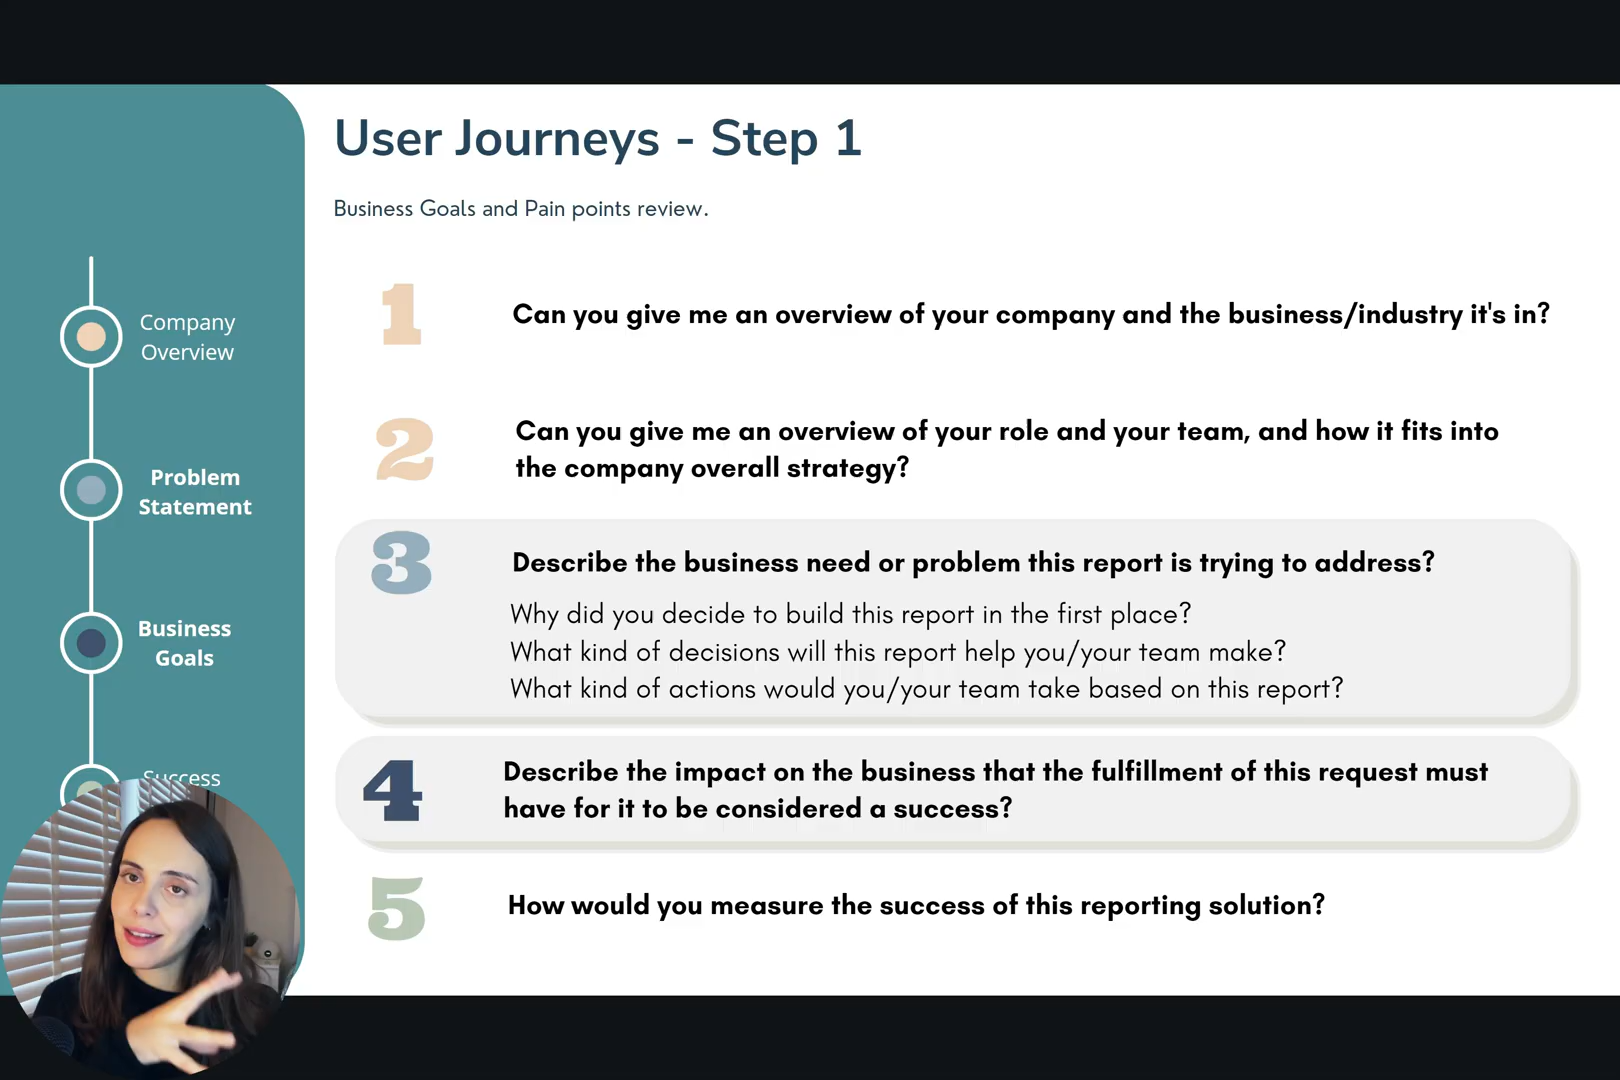 User Journeys - Step 1
Business Goals and Pain points review.
Company
Overview
Problem
Statement
Business
Goals
Success
1
Can you give me an overview of your company and the business/industry it's in?
2
Can you give me an overview of your role and your team, and how it fits into
the company overall strategy?
3
Describe the business need or problem this report is trying to address?
Why did you decide to build this report in the first place?
What kind of decisions will this report help you/your team make?
What kind of actions would you/your team take based on this report?
4
Describe the impact on the business that the fulfillment of this request must
have for it to be considered a success?
5
How would you measure the success of this reporting solution?